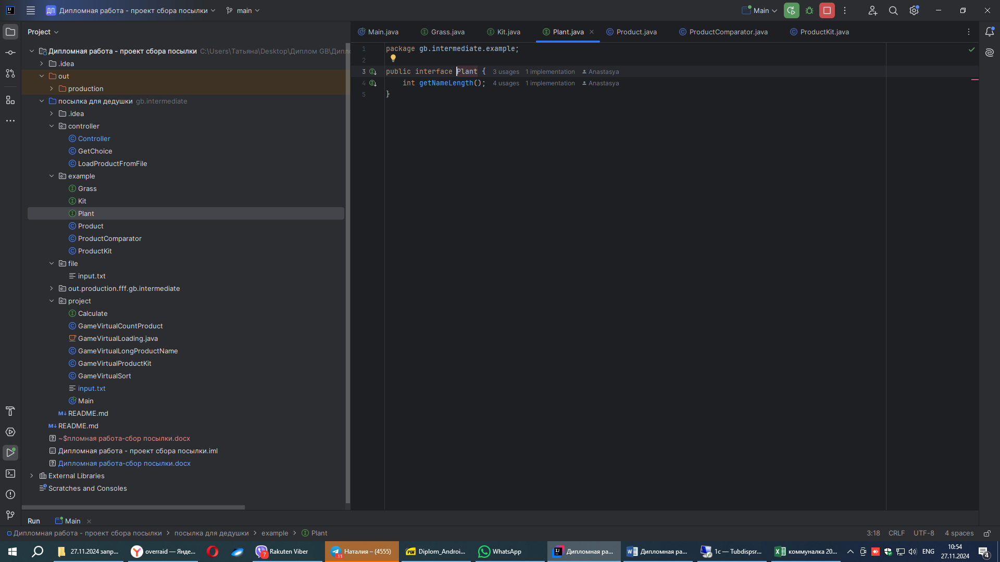 ДП Дипломная работа - проект сбора посылки main Main
Project
Main.java Grass.java Kit.java Plant.java Product.java ProductComparator.java ProductKit.java
Дипломная работа - проект сбора посылки C:\Users\Татьяна\Desktop\Диплом GB\Дипл
.idea
out
production
посылка для дедушки gb.intermediate
.idea
controller
Controller
GetChoice
LoadProductFromFile
example
Grass
Kit
Plant
Product
ProductComparator
ProductKit
file
input.txt
out.production.fff.gb.intermediate
project
Calculate
GameVirtualCountProduct
GameVirtualLoading.java
GameVirtualLongProductName
GameVirtualProductKit
GameVirtualSort
input.txt
Main
README.md
README.md
~$пломная работа-сбор посылки.docx
Дипломная работа - проект сбора посылки.iml
Дипломная работа-сбор посылки.docx
External Libraries
Scratches and Consoles
1 package gb.intermediate.example;
2
3 public interface Plant { 3 usages 1 implementation Anastasya
4 int getNameLength(); 4 usages 1 implementation Anastasya
5 }
Run Main
Дипломная работа - проект сбора посылки > посылка для дедушки > example > Plant 3:18 CRLF UTF-8 4 spaces
27.11.2024 запр... overraid — Янде... Rakuten Viber 7 Наталия – (4555) ..55 Diplom_Androi... WhatsApp Дипломная ра... Дипломная ра... 1c — Tubdispsr... коммуналка 20... ENG 10:54 27.11.2024 4